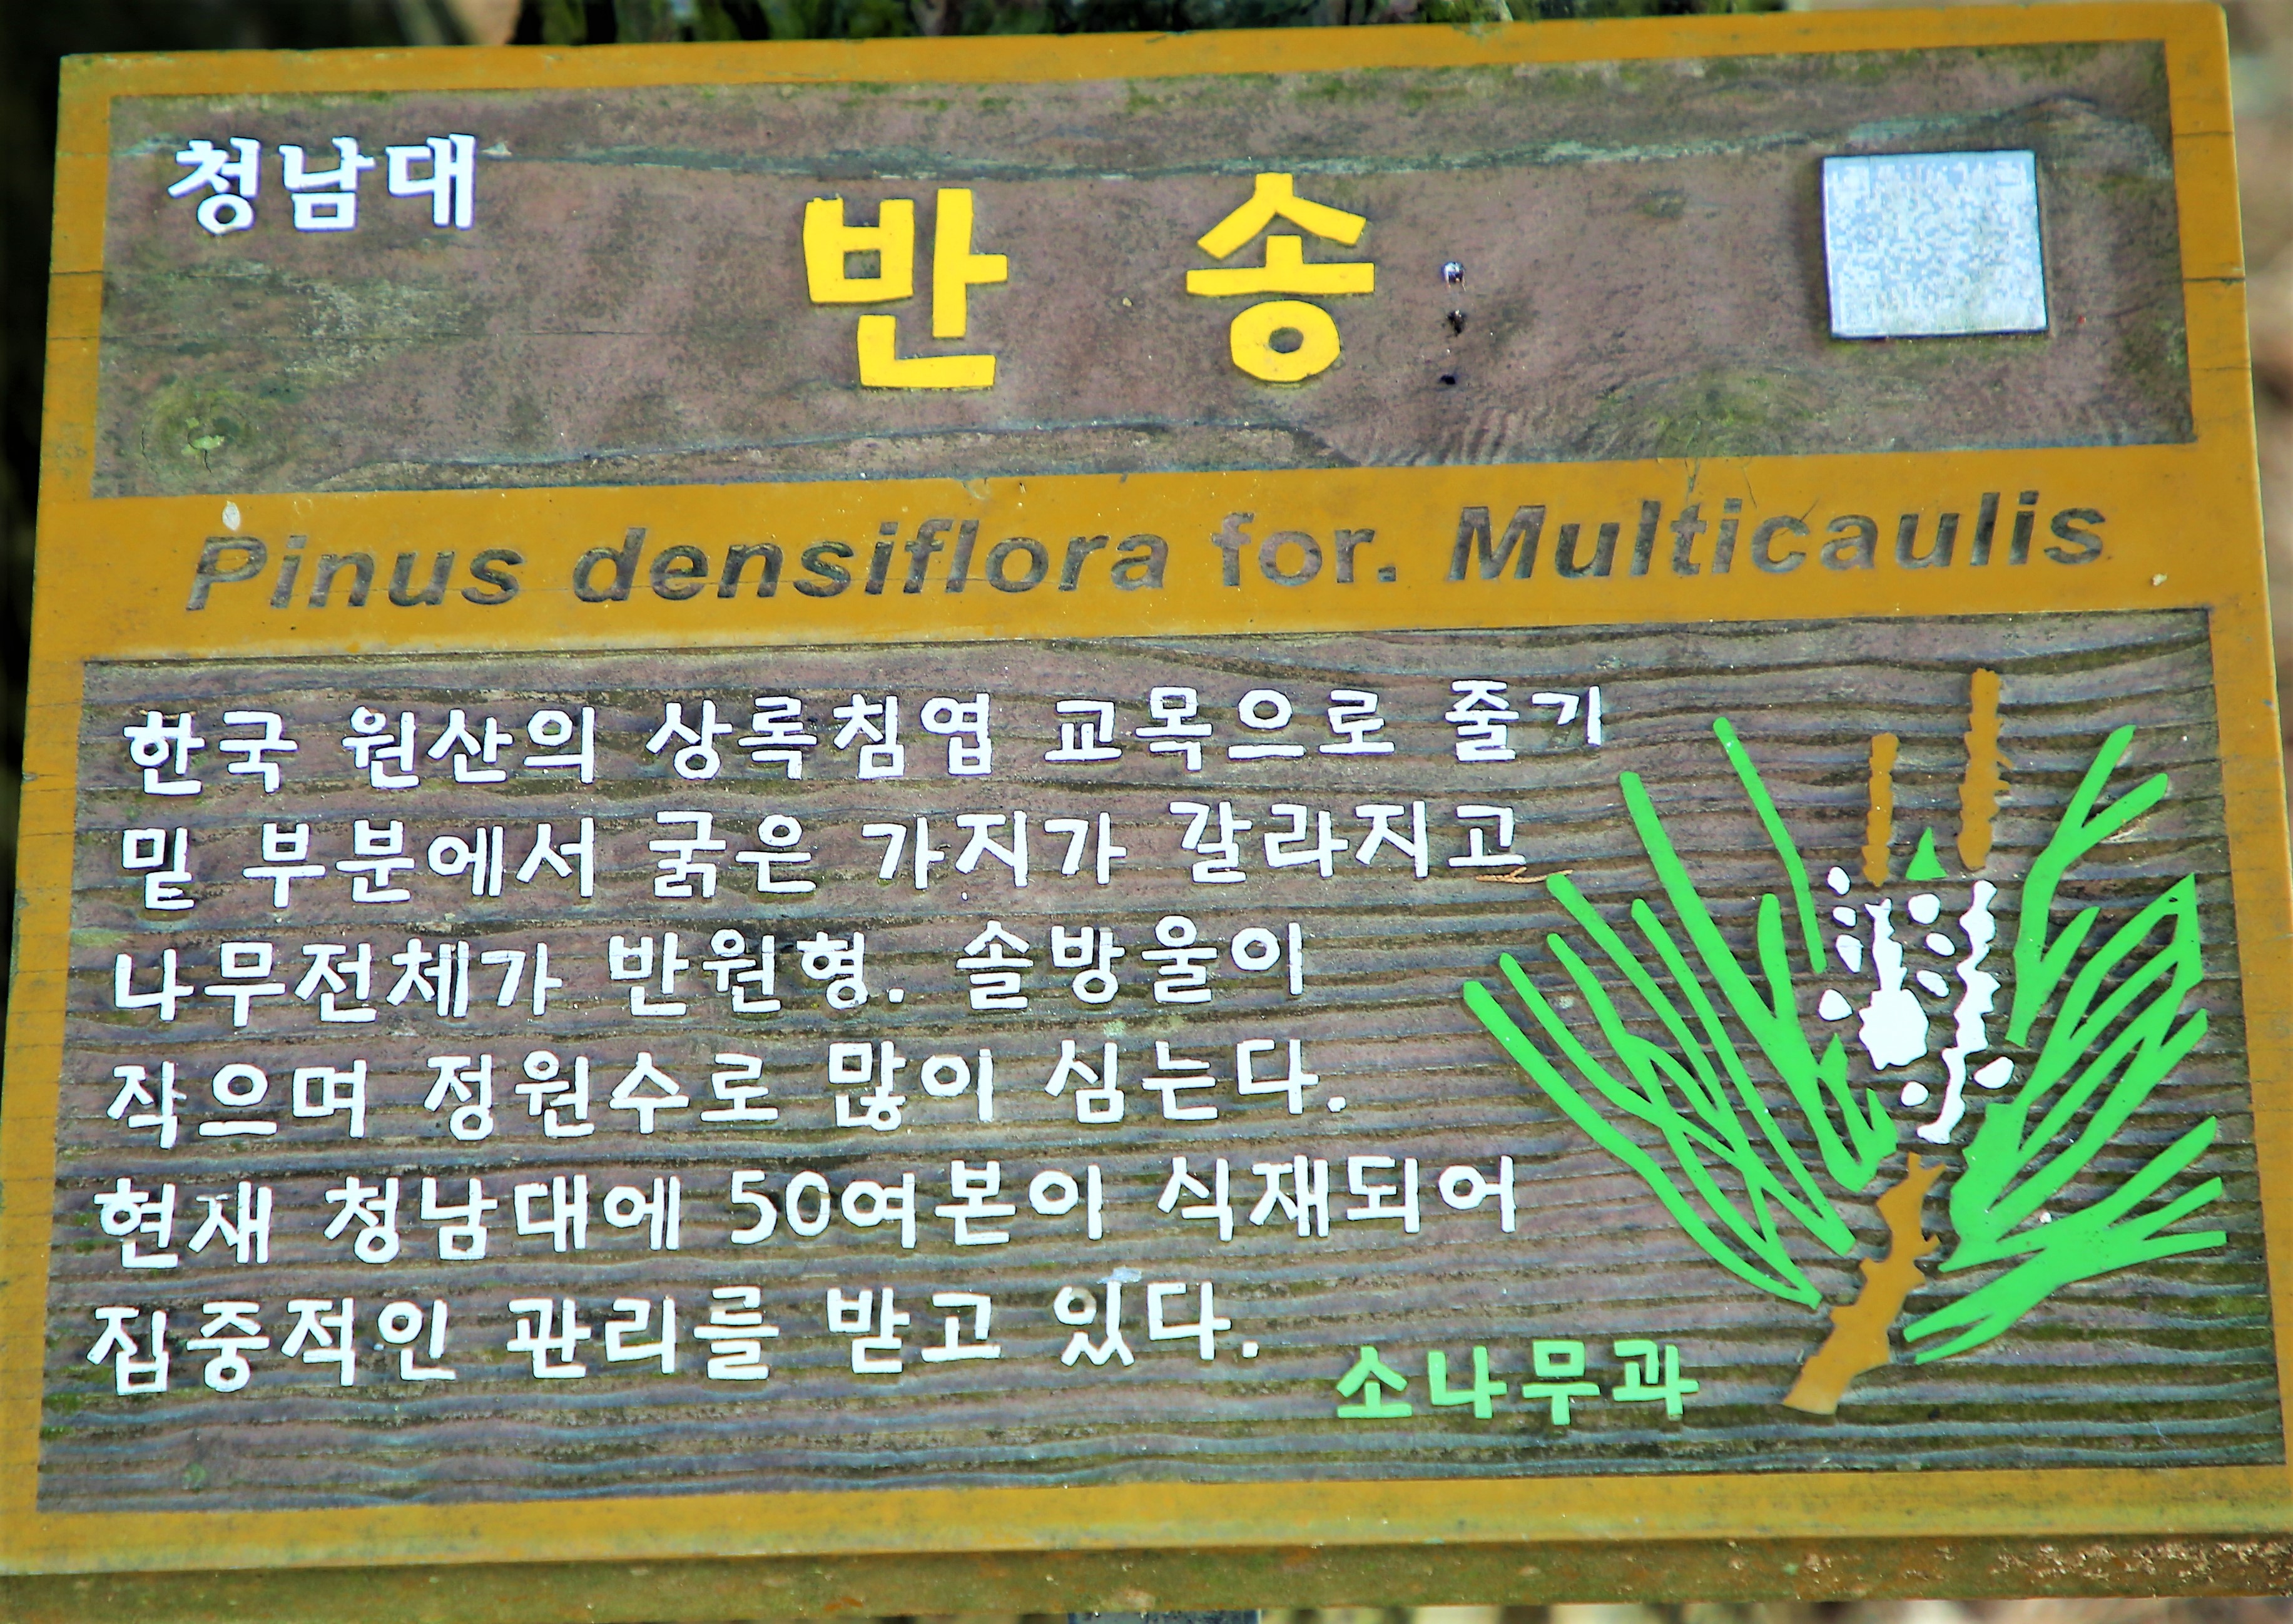 청남대
반송
Pinus densiflora for. Multicaulis
한국 원산의 상록침엽 교목으로 줄기
밑 부분에서 굵은 가지가 갈라지고
나무전체가 반원형. 솔방울이
작으며 정원수로 많이 심는다.
현재 청남대에 50여본이 식재되어
집중적인 관리를 받고 있다.
소나무과